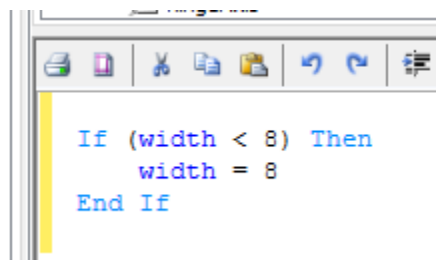 If (width < 8) Then
    width = 8
End If